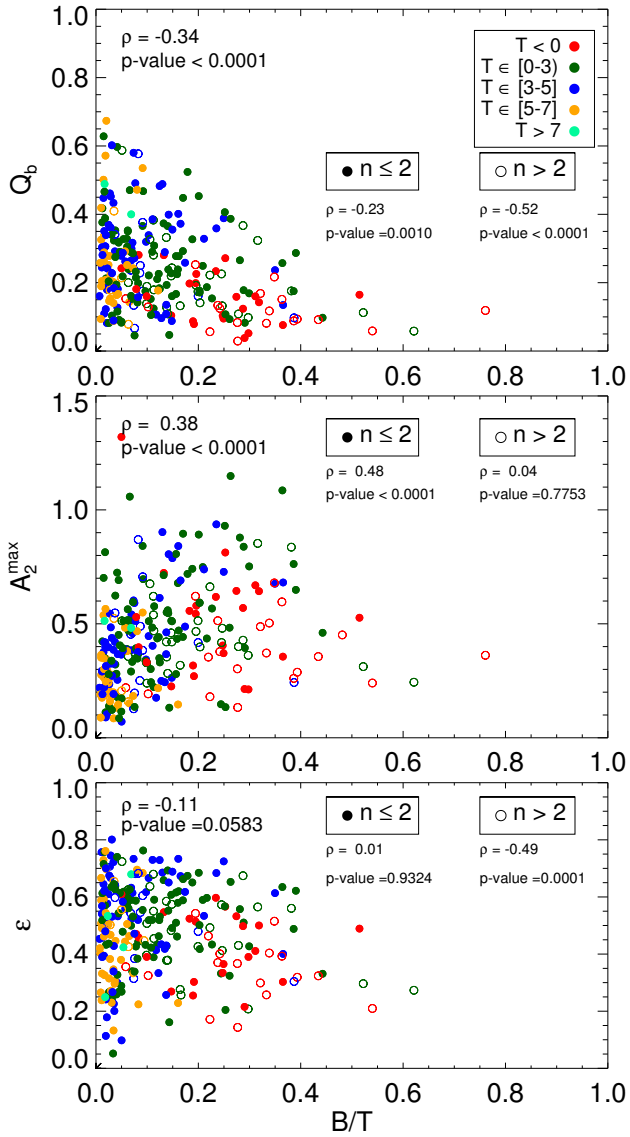 1.0
0.8
0.6
0.4
0.2
0.0
Q_b
ρ = -0.34
p-value < 0.0001
T < 0
T ∈ [0-3)
T ∈ [3-5]
T ∈ [5-7]
T > 7
n ≤ 2
n > 2
ρ = -0.23
ρ = -0.52
p-value =0.0010
p-value < 0.0001
0.0 0.2 0.4 0.6 0.8 1.0
1.5
1.0
0.5
0.0
A_2^max
ρ = 0.38
p-value < 0.0001
n ≤ 2
n > 2
ρ = 0.48
ρ = 0.04
p-value < 0.0001
p-value =0.7753
0.0 0.2 0.4 0.6 0.8 1.0
1.0
0.8
0.6
0.4
0.2
0.0
ε
ρ = -0.11
p-value =0.0583
n ≤ 2
n > 2
ρ = 0.01
ρ = -0.49
p-value =0.9324
p-value =0.0001
0.0 0.2 0.4 0.6 0.8 1.0
B/T